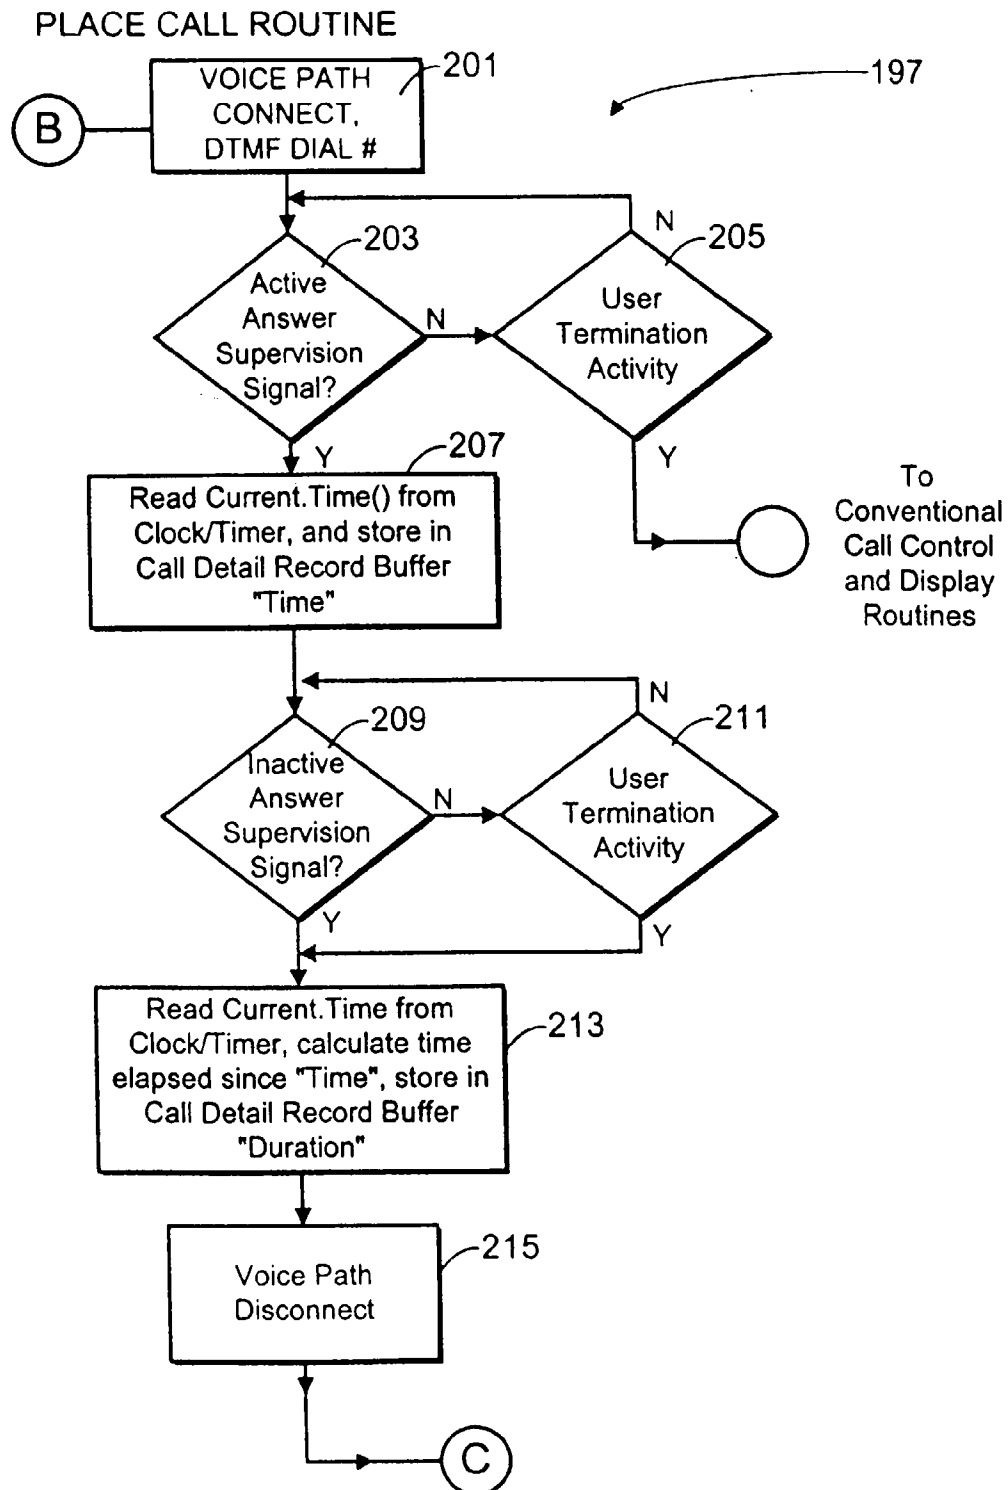 PLACE CALL ROUTINE
B
VOICE PATH
CONNECT,
DTMF DIAL #
201
197
203
Active
Answer
Supervision
Signal?
N
Y
205
N
User
Termination
Activity
Y
To
Conventional
Call Control
and Display
Routines
207
Read Current.Time() from
Clock/Timer, and store in
Call Detail Record Buffer
"Time"
209
Inactive
Answer
Supervision
Signal?
N
Y
211
N
User
Termination
Activity
Y
213
Read Current.Time from
Clock/Timer, calculate time
elapsed since "Time", store in
Call Detail Record Buffer
"Duration"
215
Voice Path
Disconnect
C